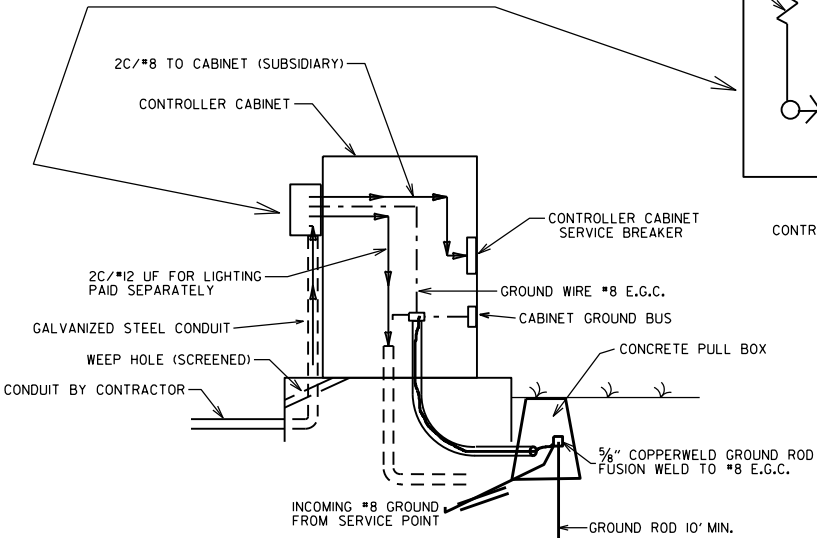 2C/#8 TO CABINET (SUBSIDIARY)
CONTROLLER CABINET
CONTROLLER CABINET
SERVICE BREAKER
CONTR
2C/#12 UF FOR LIGHTING
PAID SEPARATELY
GROUND WIRE #8 E.G.C.
CABINET GROUND BUS
GALVANIZED STEEL CONDUIT
CONCRETE PULL BOX
WEEP HOLE (SCREENED)
CONDUIT BY CONTRACTOR
⅝" COPPERWELD GROUND ROD
FUSION WELD TO #8 E.G.C.
INCOMING #8 GROUND
FROM SERVICE POINT
GROUND ROD 10' MIN.